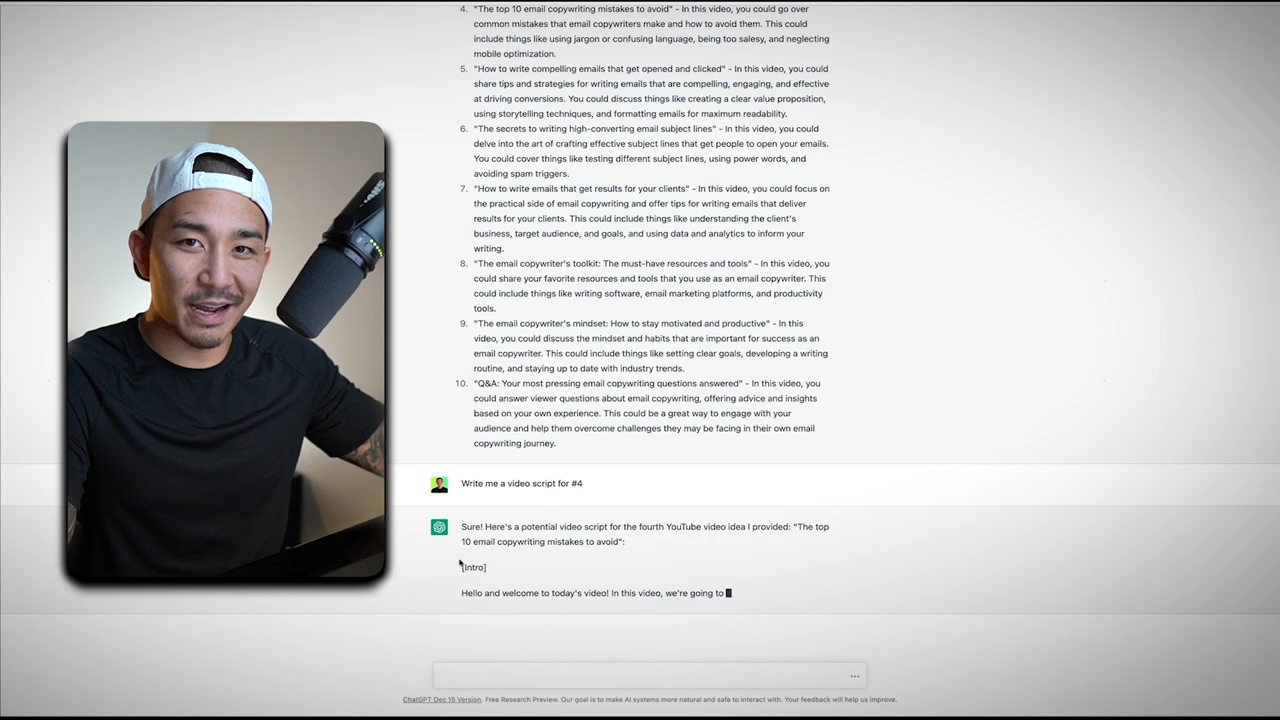 4. "The top 10 email copywriting mistakes to avoid" - In this video, you could go over
common mistakes that email copywriters make and how to avoid them. This could
include things like using jargon or confusing language, being too salesy, and neglecting
mobile optimization.
5. "How to write compelling emails that get opened and clicked" - In this video, you could
share tips and strategies for writing emails that are compelling, engaging, and effective
at driving conversions. You could discuss things like creating a clear value proposition,
using storytelling techniques, and formatting emails for maximum readability.
6. "The secrets to writing high-converting email subject lines" - In this video, you could
delve into the art of crafting effective subject lines that get people to open your emails.
You could cover things like testing different subject lines, using power words, and
avoiding spam triggers.
7. "How to write emails that get results for your clients" - In this video, you could focus on
the practical side of email copywriting and offer tips for writing emails that deliver
results for your clients. This could include things like understanding the client's
business, target audience, and goals, and using data and analytics to inform your
writing.
8. "The email copywriter's toolkit: The must-have resources and tools" - In this video, you
could share your favorite resources and tools that you use as an email copywriter. This
could include things like writing software, email marketing platforms, and productivity
tools.
9. "The email copywriter's mindset: How to stay motivated and productive" - In this
video, you could discuss the mindset and habits that are important for success as an
email copywriter. This could include things like setting clear goals, developing a writing
routine, and staying up to date with industry trends.
10. "Q&A: Your most pressing email copywriting questions answered" - In this video, you
could answer viewer questions about email copywriting, offering advice and insights
based on your own experience. This could be a great way to engage with your
audience and help them overcome challenges they may be facing in their own email
copywriting journey.
Write me a video script for #4
Sure! Here's a potential video script for the fourth YouTube video idea I provided: "The top
10 email copywriting mistakes to avoid":
[Intro]
Hello and welcome to today's video! In this video, we're going to
ChatGPT Dec 15 Version. Free Research Preview. Our goal is to make AI systems more natural and safe to interact with. Your feedback will help us improve.